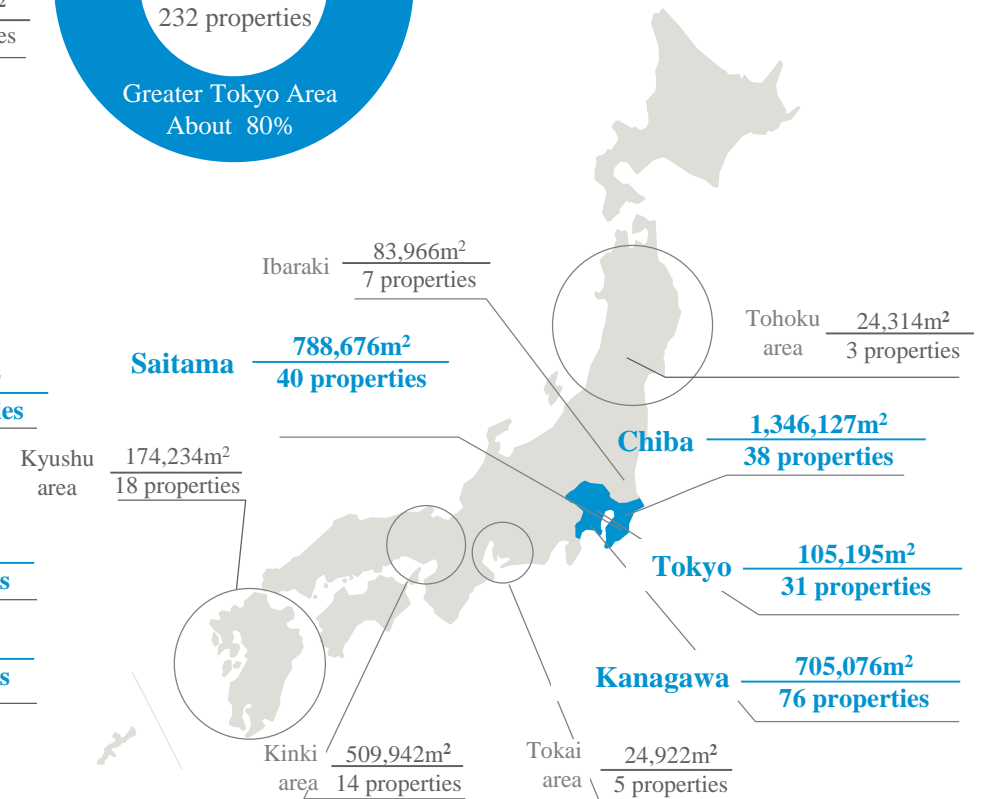 232 properties
Greater Tokyo Area
About 80%
Ibaraki
83,966m²
7 properties
Tohoku
area
24,314m²
3 properties
Saitama
788,676m²
40 properties
Chiba
1,346,127m²
38 properties
Kyushu
area
174,234m²
18 properties
Tokyo
105,195m²
31 properties
Kanagawa
705,076m²
76 properties
Kinki
area
509,942m²
14 properties
Tokai
area
24,922m²
5 properties